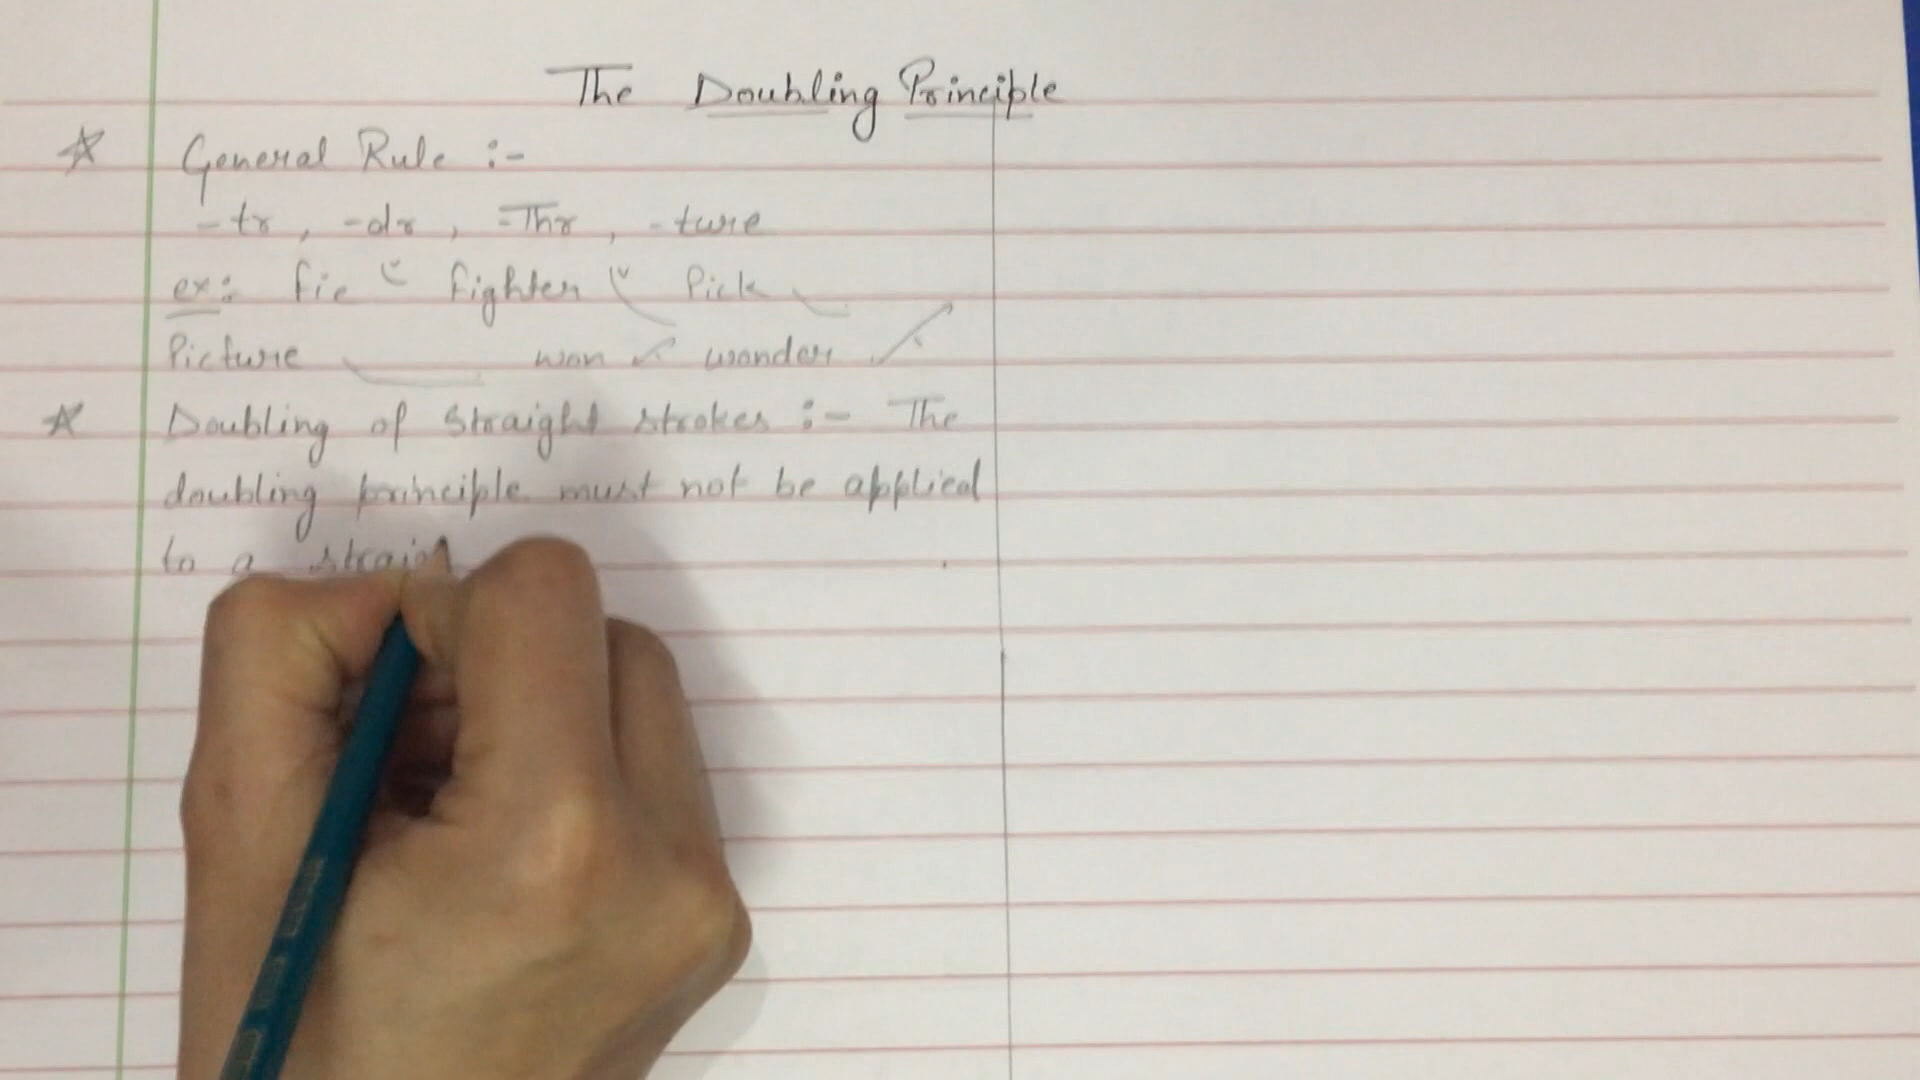 The Doubling Principle
General Rule :-
-tr, -dr, -Thr, -ture
ex: fie fighter Pick
Picture won wonder
Doubling of straight strokes :- The
doubling principle must not be applied
to a straigh